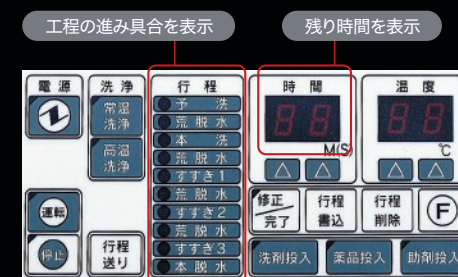 工程の進み具合を表示
残り時間を表示
電源
洗浄
行程
時間
温度
常温
洗浄
高温
洗浄
予洗
荒脱水
本洗
荒脱水
すすぎ1
荒脱水
すすぎ2
荒脱水
すすぎ3
本脱水
88
M(S)
88
℃
運転
停止
行程
送り
修正
完了
行程
書込
行程
削除
F
洗剤投入
薬品投入
助剤投入